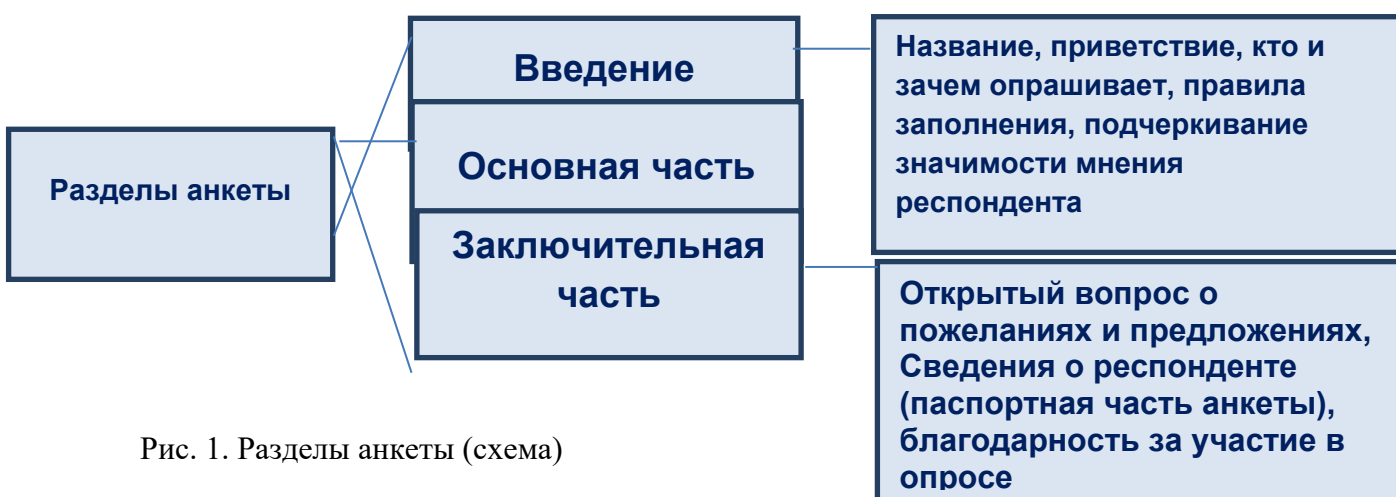 Разделы анкеты
Введение
Основная часть
Заключительная
часть
Название, приветствие, кто и
зачем опрашивает, правила
заполнения, подчеркивание
значимости мнения
респондента
Открытый вопрос о
пожеланиях и предложениях,
Сведения о респонденте
(паспортная часть анкеты),
благодарность за участие в
опросе
Рис. 1. Разделы анкеты (схема)